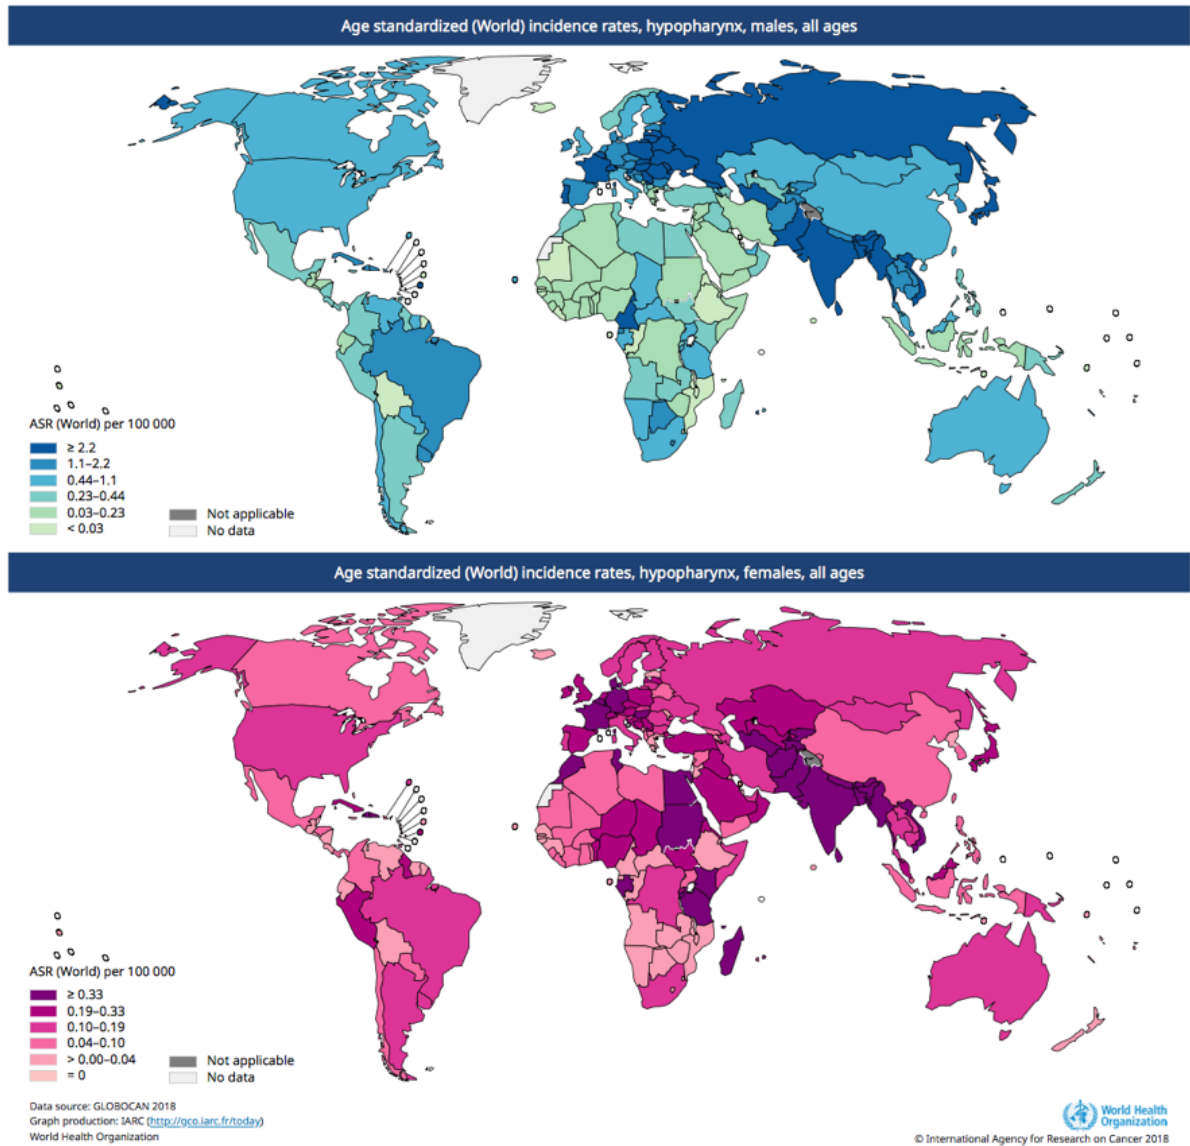 Age standardized (World) incidence rates, hypopharynx, males, all ages
ASR (World) per 100 000
≥ 2.2
1.1–2.2
0.44–1.1
0.23–0.44
0.03–0.23
< 0.03
Not applicable
No data
Age standardized (World) incidence rates, hypopharynx, females, all ages
ASR (World) per 100 000
≥ 0.33
0.19–0.33
0.10–0.19
0.04–0.10
> 0.00–0.04
= 0
Not applicable
No data
Data source: GLOBOCAN 2018
Graph production: IARC (http://gco.iarc.fr/today)
World Health Organization
World Health
Organization
© International Agency for Research on Cancer 2018